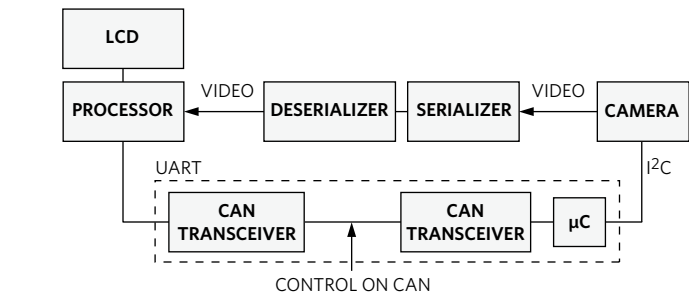 LCD
VIDEO
VIDEO
PROCESSOR
DESERIALIZER
SERIALIZER
CAMERA
UART
I²C
CAN
TRANSCEIVER
CAN
TRANSCEIVER
µC
CONTROL ON CAN